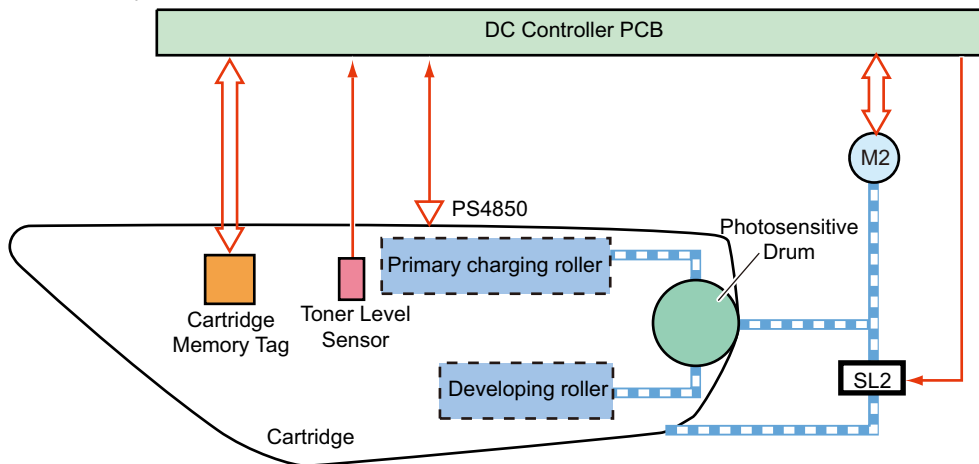 DC Controller PCB
M2
PS4850
Photosensitive
Drum
Primary charging roller
Cartridge
Memory Tag
Toner Level
Sensor
Developing roller
SL2
Cartridge